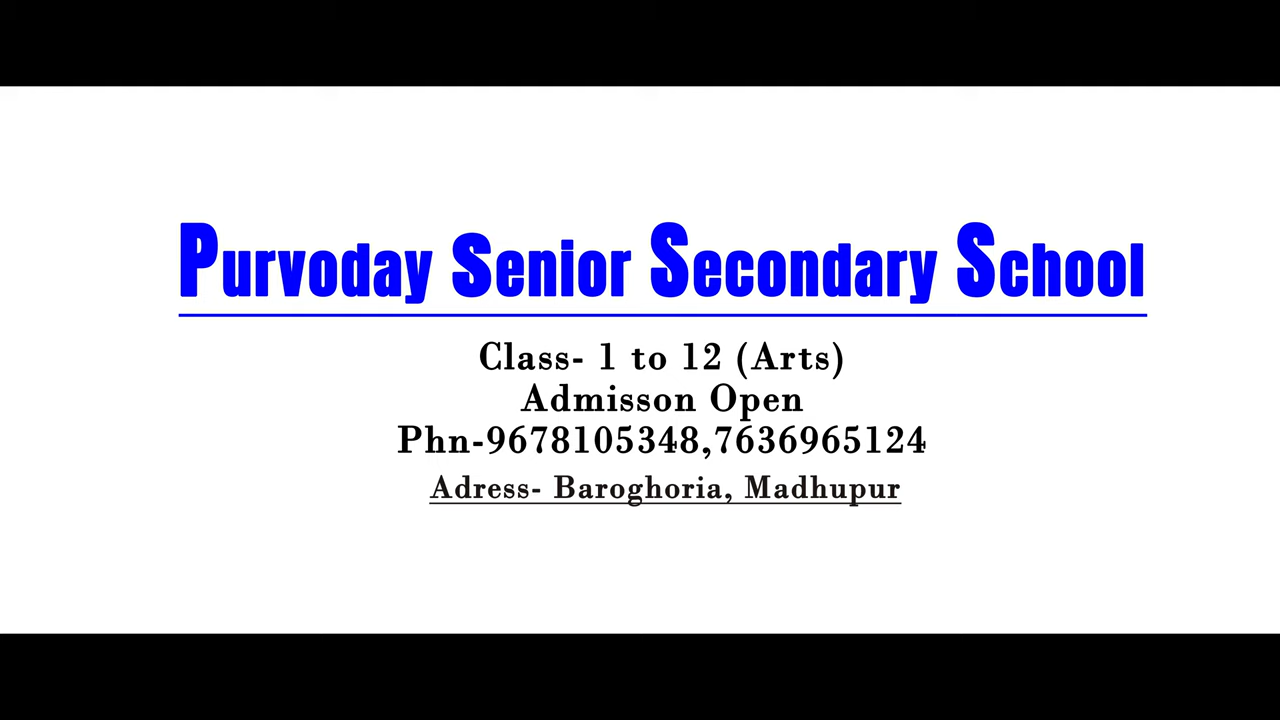 Purvoday Senior Secondary School
Class- 1 to 12 (Arts)
Admisson Open
Phn-9678105348,7636965124
Adress- Baroghoria, Madhupur